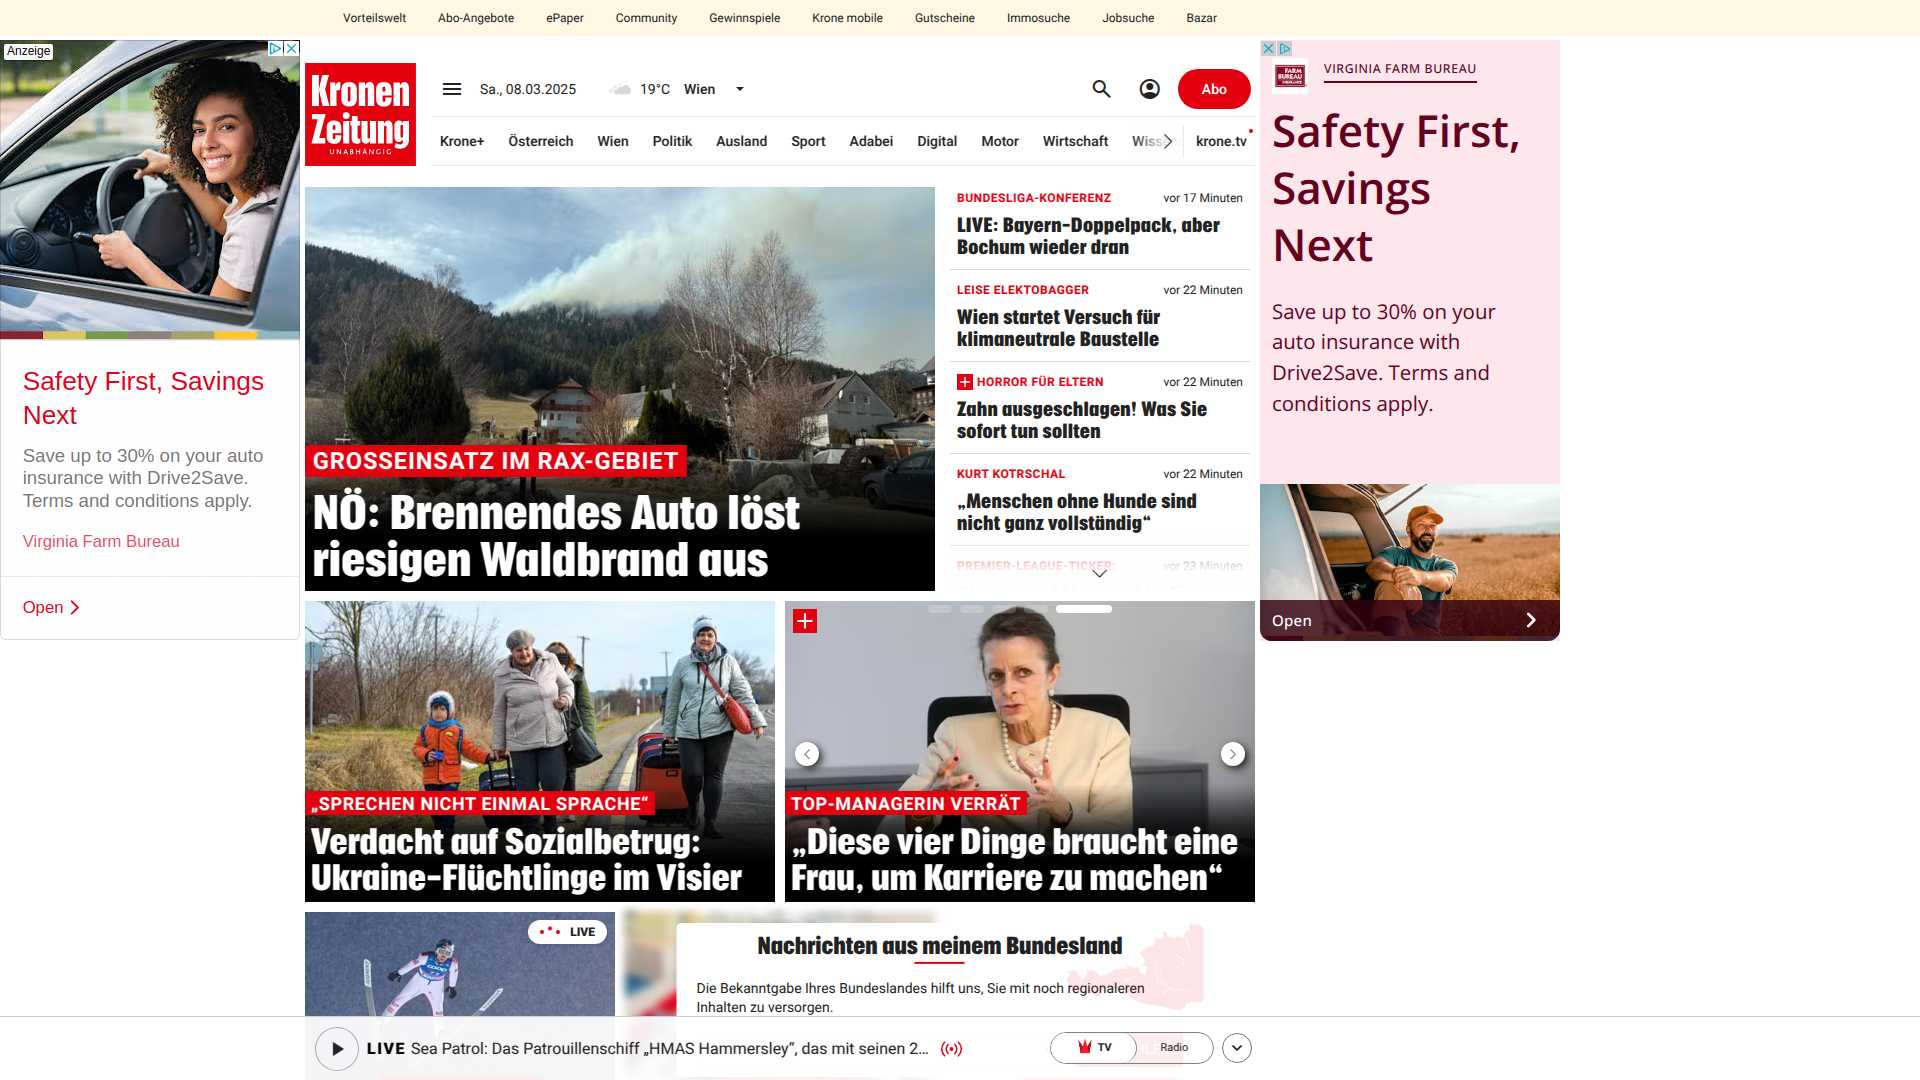 Vorteilswelt Abo-Angebote ePaper Community Gewinnspiele Krone mobile Gutscheine Immosuche Jobsuche Bazar
Anzeige
Safety First, Savings
Next
Save up to 30% on your auto
insurance with Drive2Save.
Terms and conditions apply.
Virginia Farm Bureau
Open
Kronen
Zeitung
UNABHÄNGIG
Sa., 08.03.2025 19°C Wien
Abo
Krone+ Österreich Wien Politik Ausland Sport Adabei Digital Motor Wirtschaft Wiss krone.tv
GROSSEINSATZ IM RAX-GEBIET
NÖ: Brennendes Auto löst
riesigen Waldbrand aus
BUNDESLIGA-KONFERENZ vor 17 Minuten
LIVE: Bayern-Doppelpack, aber
Bochum wieder dran
LEISE ELEKTOBAGGER vor 22 Minuten
Wien startet Versuch für
klimaneutrale Baustelle
HORROR FÜR ELTERN vor 22 Minuten
Zahn ausgeschlagen! Was Sie
sofort tun sollten
KURT KOTRSCHAL vor 22 Minuten
„Menschen ohne Hunde sind
nicht ganz vollständig“
PREMIER-LEAGUE-TICKER: vor 23 Minuten
„SPRECHEN NICHT EINMAL SPRACHE“
Verdacht auf Sozialbetrug:
Ukraine-Flüchtlinge im Visier
TOP-MANAGERIN VERRÄT
„Diese vier Dinge braucht eine
Frau, um Karriere zu machen“
LIVE
Nachrichten aus meinem Bundesland
Die Bekanntgabe Ihres Bundeslandes hilft uns, Sie mit noch regionaleren
Inhalten zu versorgen.
LIVE Sea Patrol: Das Patrouillenschiff „HMAS Hammersley“, das mit seinen 2...
TV Radio
FARM
BUREAU
VIRGINIA FARM BUREAU
Safety First,
Savings
Next
Save up to 30% on your
auto insurance with
Drive2Save. Terms and
conditions apply.
Open